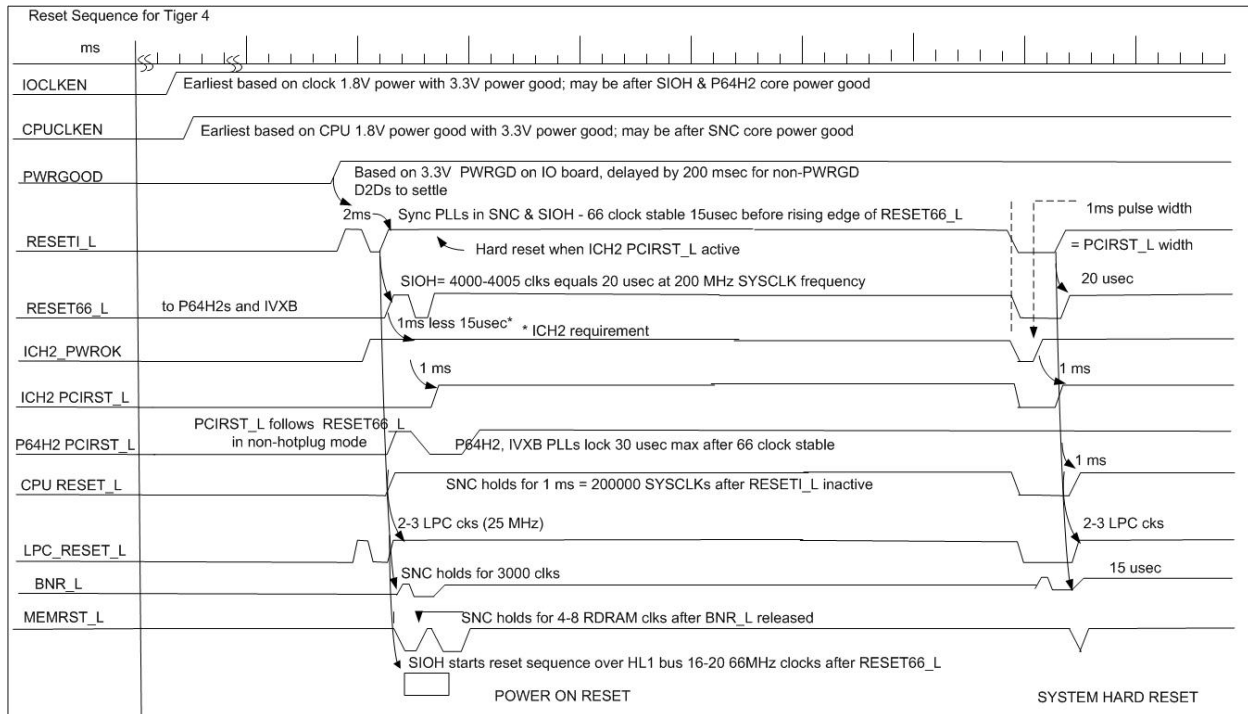 Reset Sequence for Tiger 4
ms
IOCLKEN
Earliest based on clock 1.8V power with 3.3V power good; may be after SIOH & P64H2 core power good
CPUCLKEN
Earliest based on CPU 1.8V power good with 3.3V power good; may be after SNC core power good
PWRGOOD
Based on 3.3V PWRGD on IO board, delayed by 200 msec for non-PWRGD
D2Ds to settle
2ms
Sync PLLs in SNC & SIOH - 66 clock stable 15usec before rising edge of RESET66_L
1ms pulse width
RESETI_L
Hard reset when ICH2 PCIRST_L active
= PCIRST_L width
SIOH= 4000-4005 clks equals 20 usec at 200 MHz SYSCLK frequency
20 usec
RESET66_L
to P64H2s and IVXB
1ms less 15usec*
* ICH2 requirement
ICH2_PWROK
1 ms
1 ms
ICH2 PCIRST_L
PCIRST_L follows RESET66_L
in non-hotplug mode
P64H2 PCIRST_L
P64H2, IVXB PLLs lock 30 usec max after 66 clock stable
1 ms
CPU RESET_L
SNC holds for 1 ms = 200000 SYSCLKs after RESETI_L inactive
2-3 LPC cks (25 MHz)
2-3 LPC cks
LPC_RESET_L
SNC holds for 3000 clks
15 usec
BNR_L
MEMRST_L
SNC holds for 4-8 RDRAM clks after BNR_L released
SIOH starts reset sequence over HL1 bus 16-20 66MHz clocks after RESET66_L
POWER ON RESET
SYSTEM HARD RESET